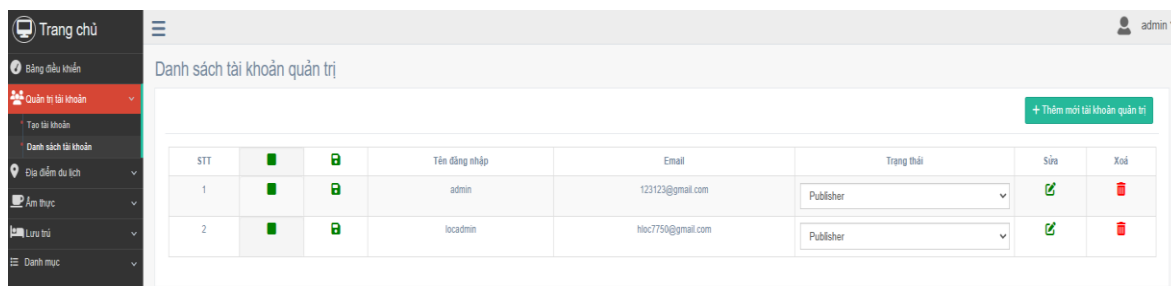 Trang chủ
admin
Bảng điều khiển
Quản trị tài khoản
Tạo tài khoản
Danh sách tài khoản
Địa điểm du lịch
Ẩm thực
Lưu trú
Danh mục
Danh sách tài khoản quản trị
+ Thêm mới tài khoản quản trị
STT Tên đăng nhập Email Trạng thái Sửa Xoá
1 admin 123123@gmail.com Publisher
2 locadmin hloc7750@gmail.com Publisher